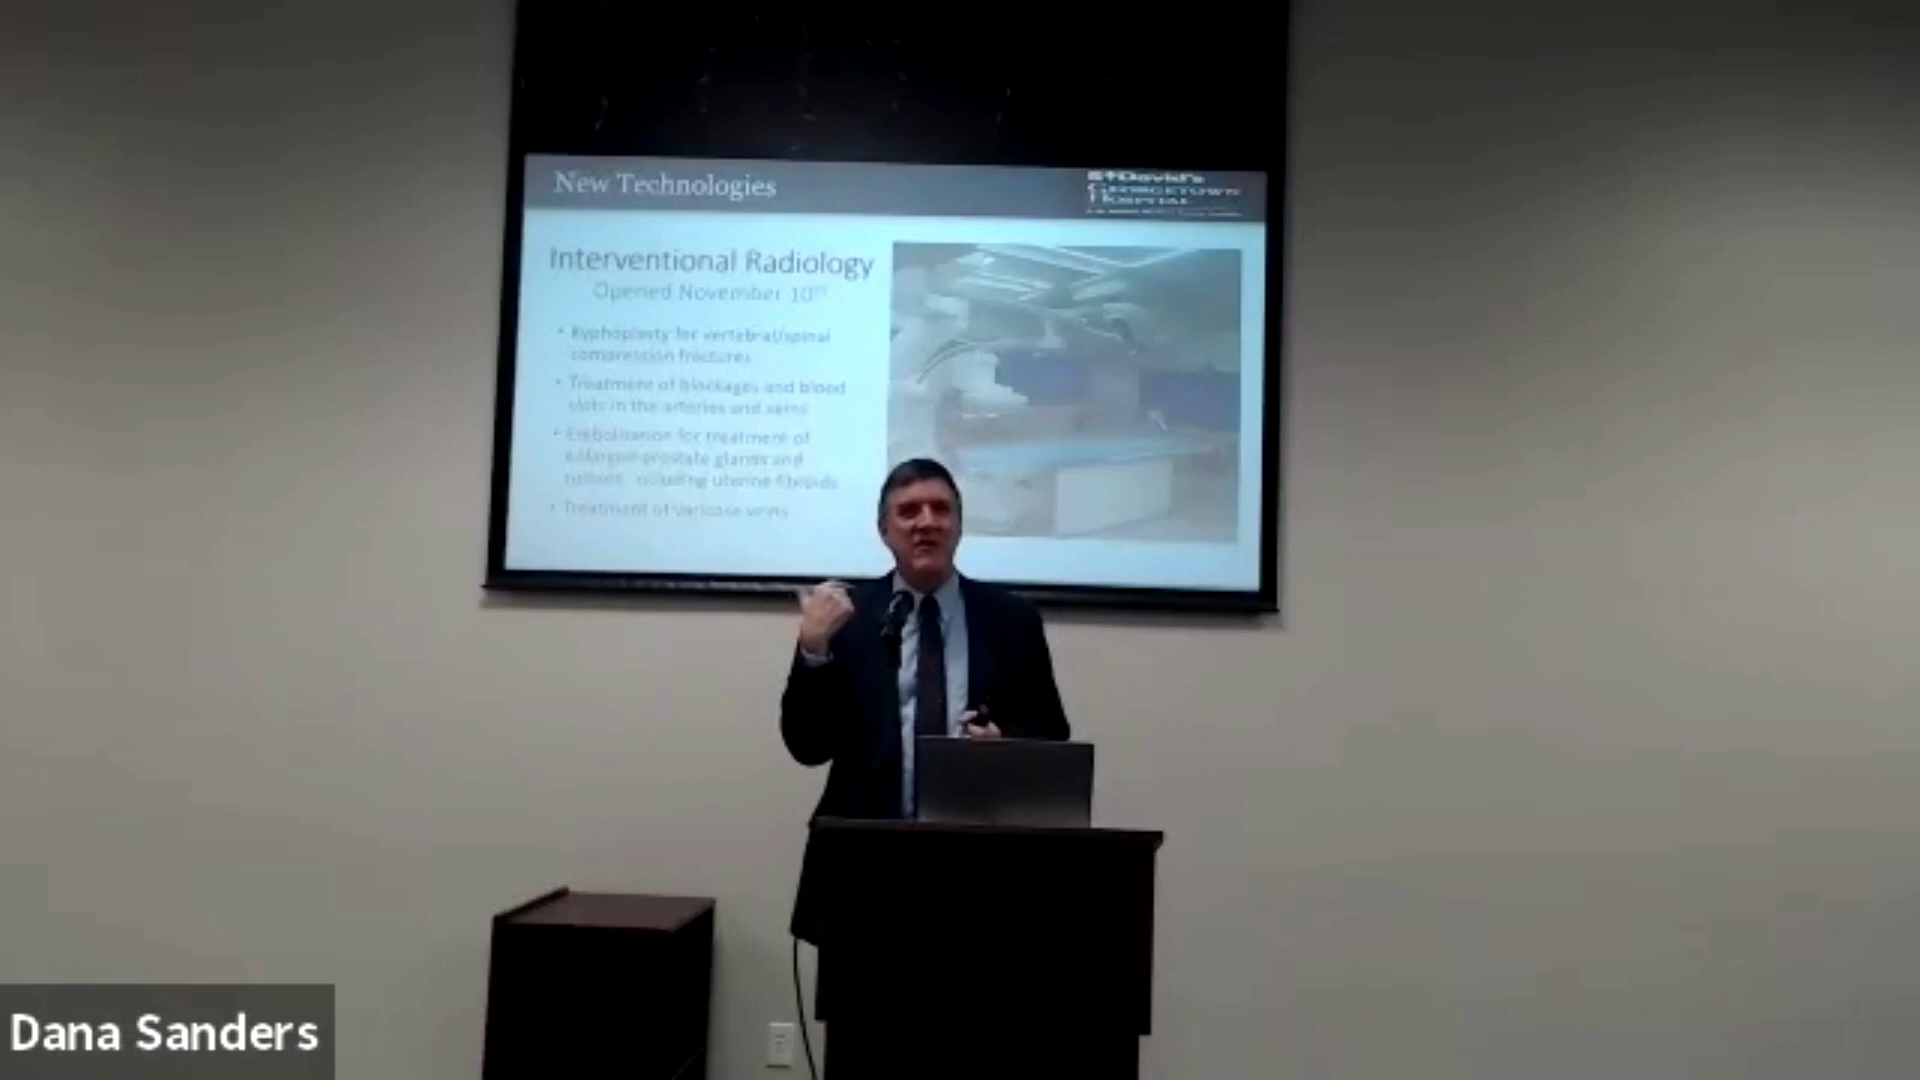 New Technologies
St David's
GEORGETOWN
HOSPITAL
Interventional Radiology
Opened November 10th
• Kyphoplasty for vertebral/spinal
compression fractures
• Treatment of blockages and blood
clots in the arteries and veins
• Embolization for treatment of
enlarged prostate glands and
tumors, including uterine fibroids
• Treatment of varicose veins
Dana Sanders